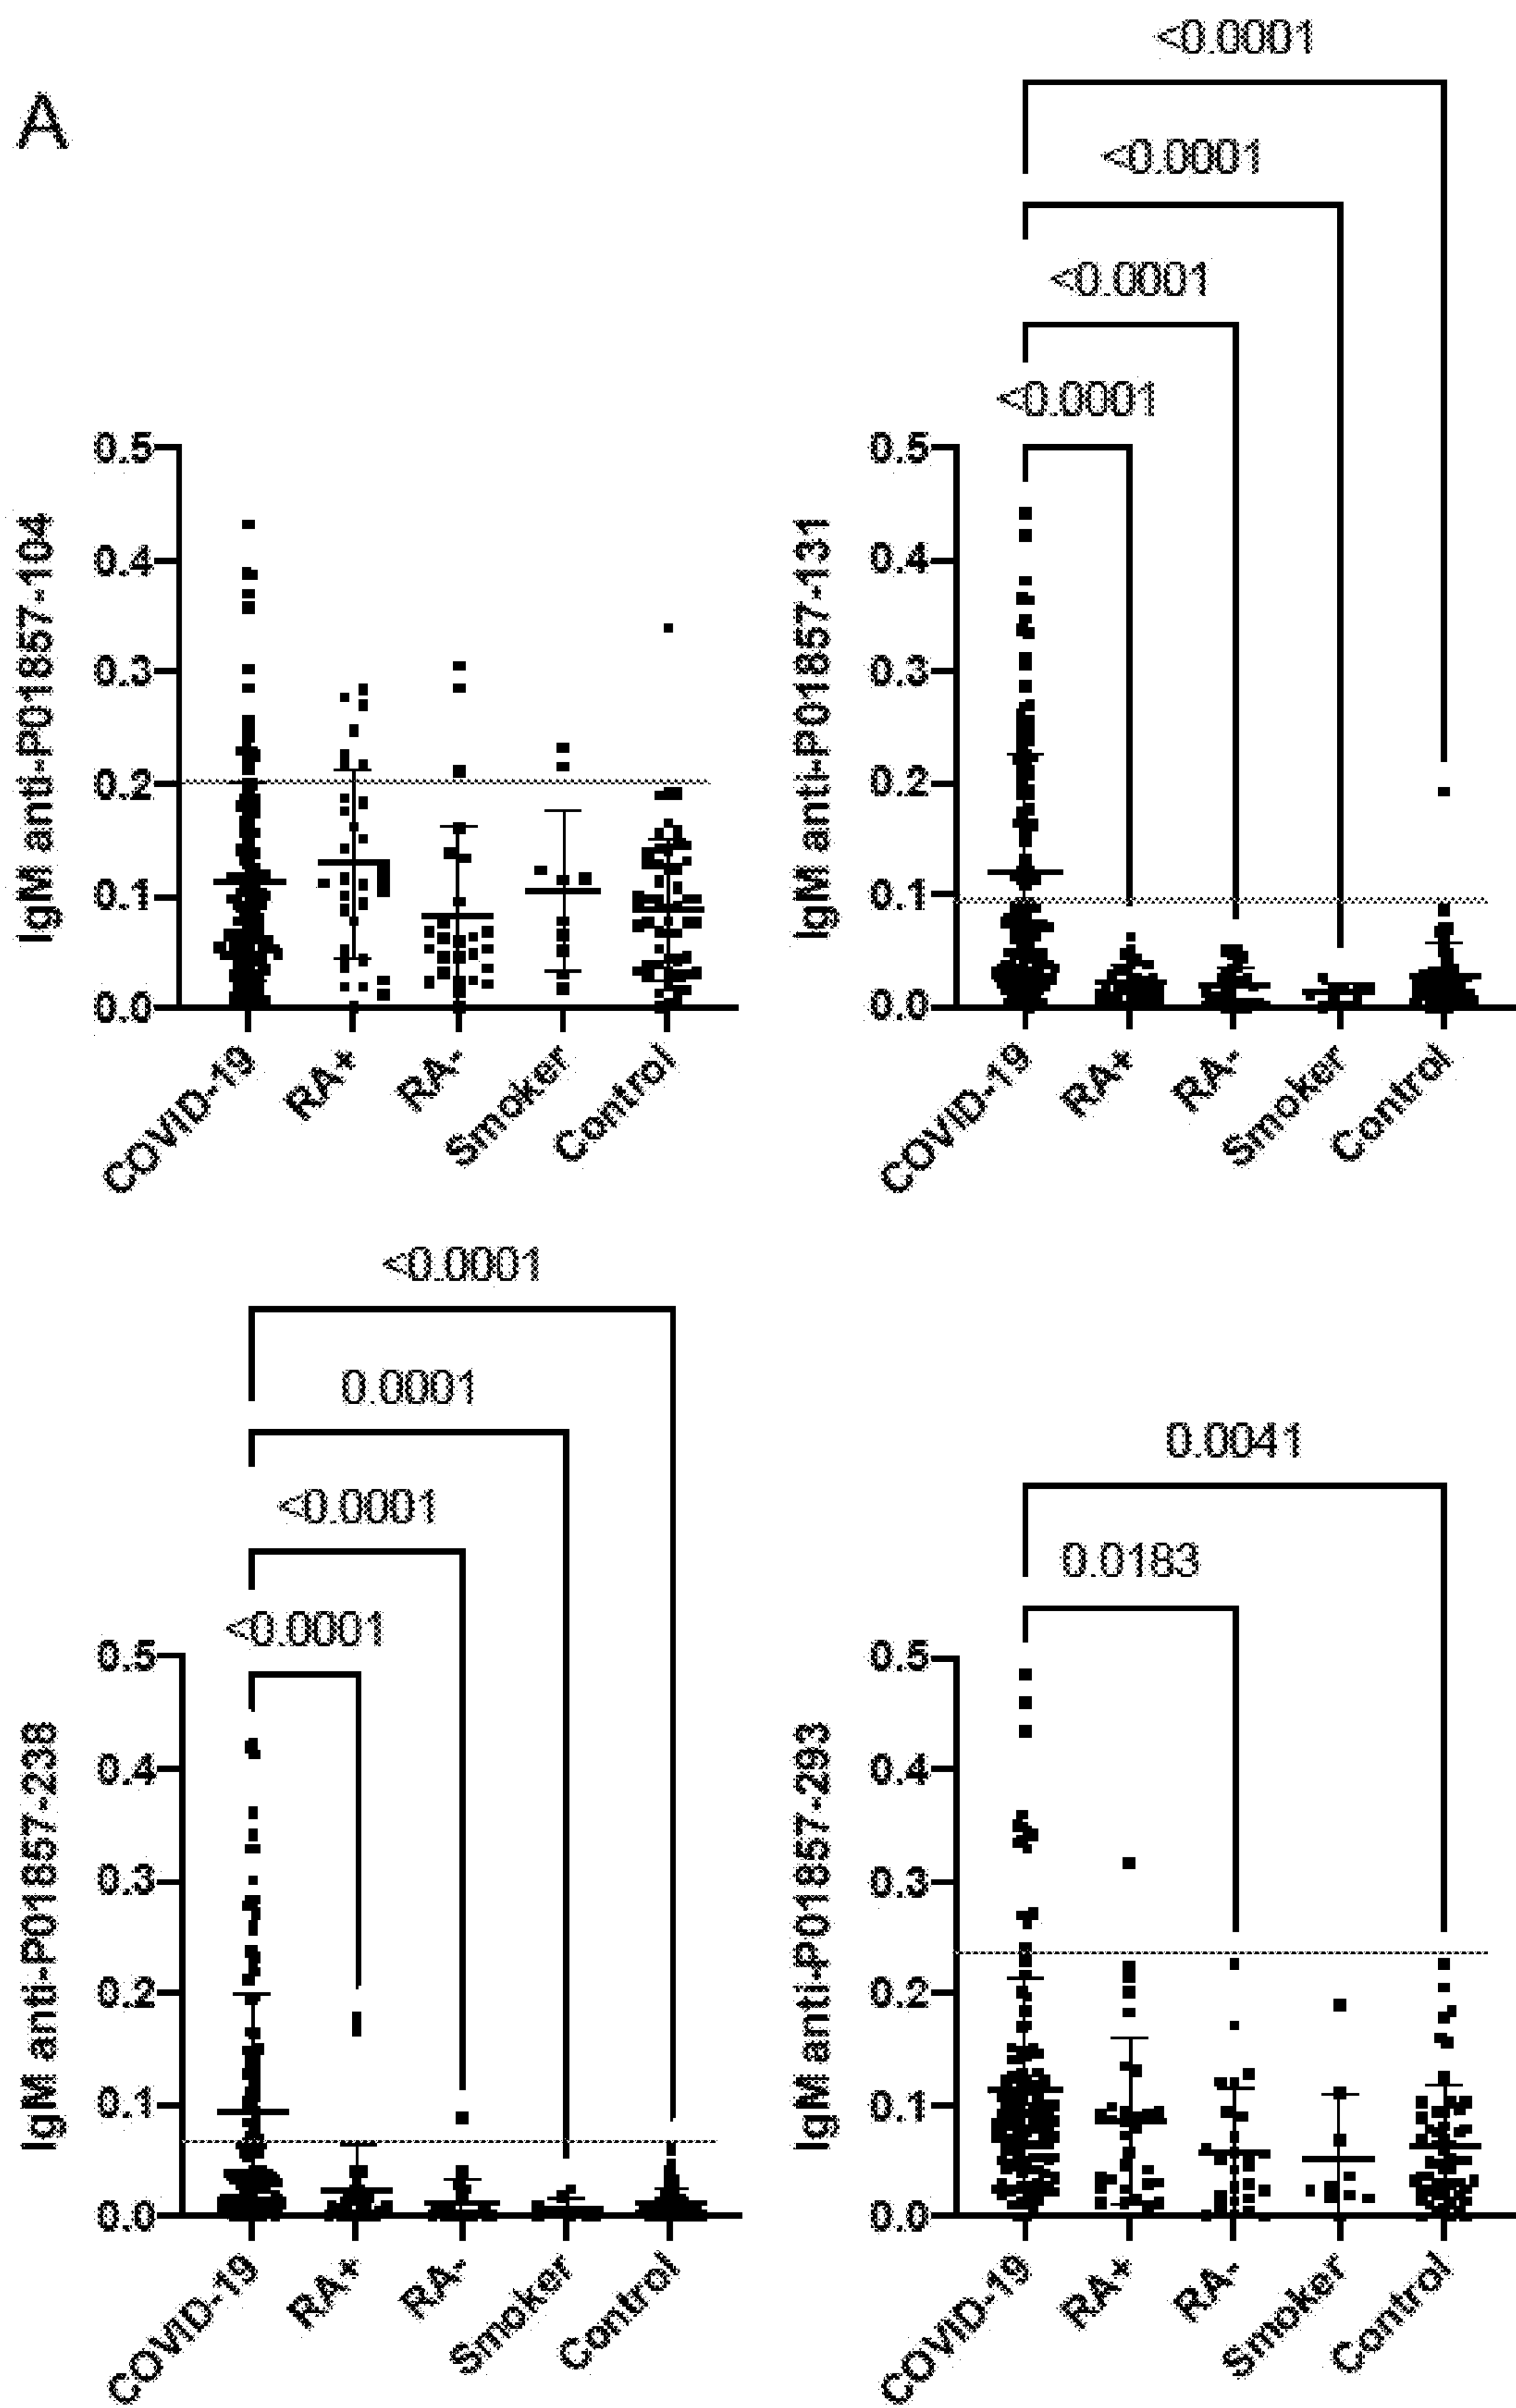 A
IgM anti-P01857-104
0.5
0.4
0.3
0.2
0.1
0.0
COVID-19
RA+
RA-
Smoker
Control
<0.0001
<0.0001
<0.0001
<0.0001
IgM anti-P01857-131
0.5
0.4
0.3
0.2
0.1
0.0
COVID-19
RA+
RA-
Smoker
Control
<0.0001
0.0001
<0.0001
<0.0001
IgM anti-P01857-238
0.5
0.4
0.3
0.2
0.1
0.0
COVID-19
RA+
RA-
Smoker
Control
0.0041
0.0183
IgM anti-P01857-293
0.5
0.4
0.3
0.2
0.1
0.0
COVID-19
RA+
RA-
Smoker
Control